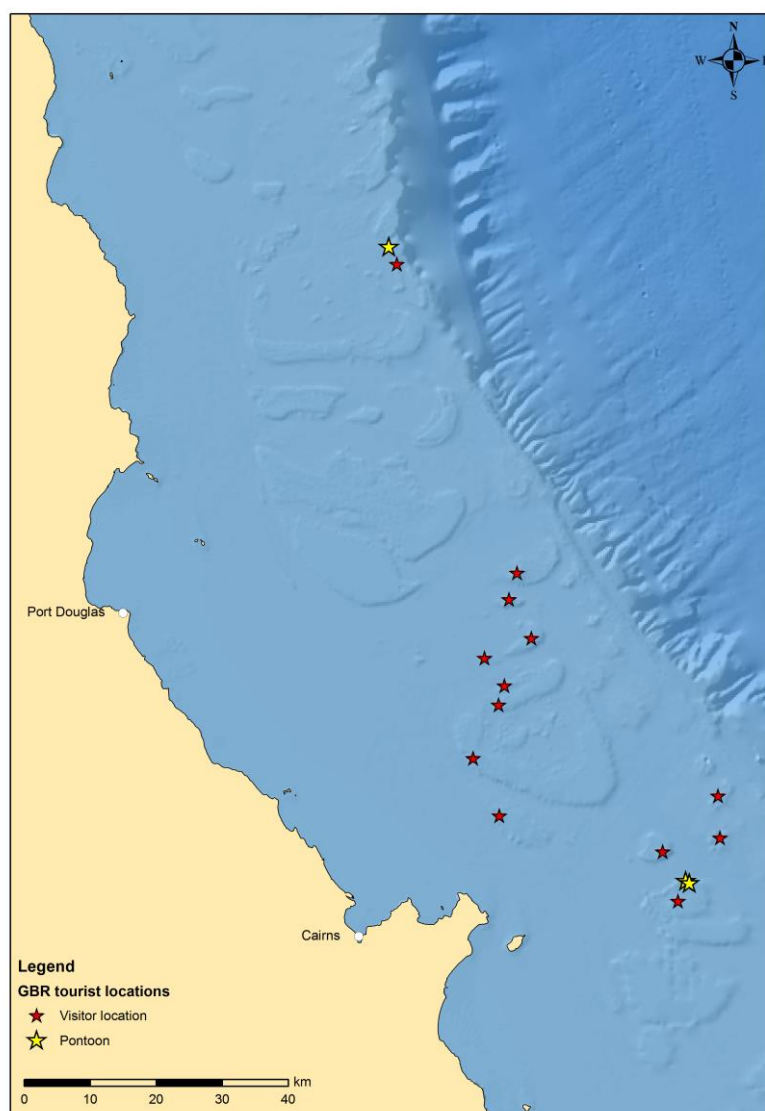 N
W
S
Port Douglas
Cairns
Legend
GBR tourist locations
Visitor location
Pontoon
km
0 10 20 30 40